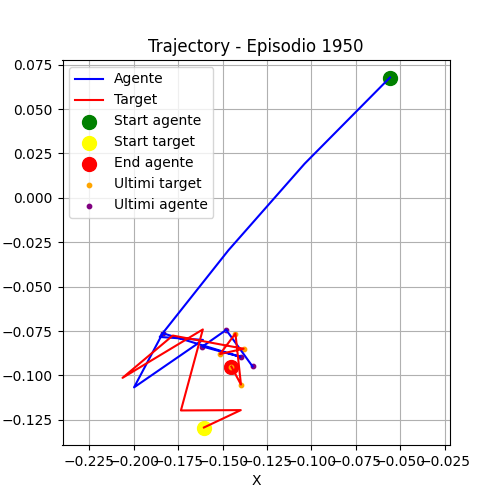 Trajectory - Episodio 1950
Agente
Target
Start agente
Start target
End agente
Ultimi target
Ultimi agente
0.075
0.050
0.025
0.000
−0.025
−0.050
−0.075
−0.100
−0.125
−0.225 −0.200 −0.175 −0.150 −0.125 −0.100 −0.075 −0.050 −0.025
X